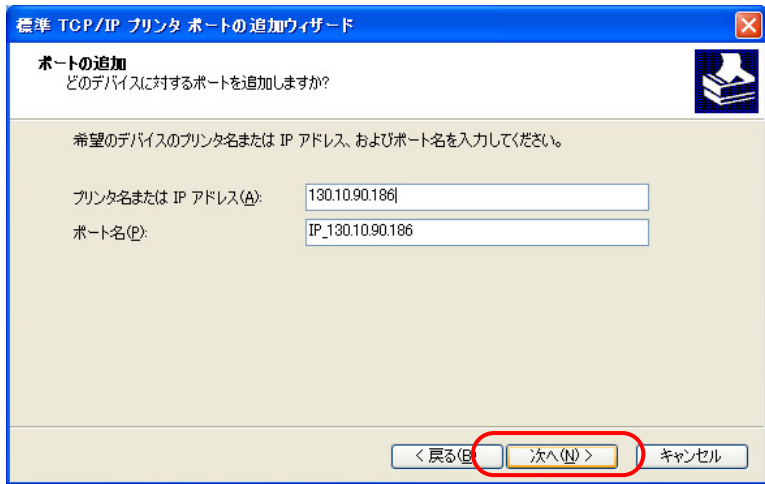 標準 TCP/IP プリンタ ポートの追加ウィザード
ポートの追加
どのデバイスに対するポートを追加しますか?
希望のデバイスのプリンタ名または IP アドレス、およびポート名を入力してください。
プリンタ名または IP アドレス(A): 130.10.90.186
ポート名(P): IP_130.10.90.186
< 戻る(B 次へ(N) > キャンセル